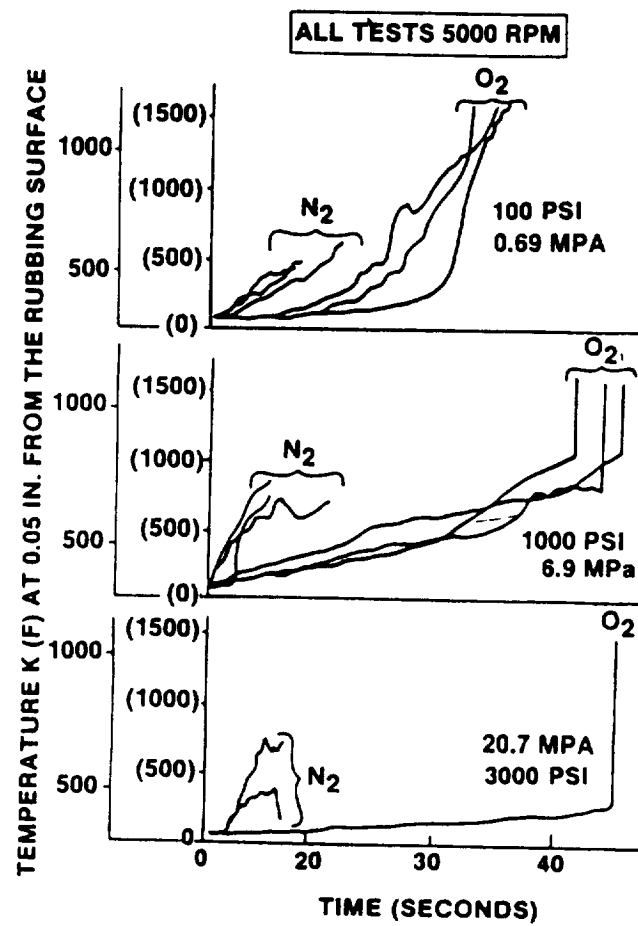 ALL TESTS 5000 RPM
TEMPERATURE K (F) AT 0.05 IN. FROM THE RUBBING SURFACE
O2
(1500)
1000
(1000)
N2
100 PSI
0.69 MPA
(500)
500
(0)
O2
(1500)
1000
(1000)
N2
(500)
500
1000 PSI
6.9 MPa
(0)
O2
(1500)
1000
(1000)
20.7 MPA
3000 PSI
(500)
500
N2
0
0
20
30
40
TIME (SECONDS)